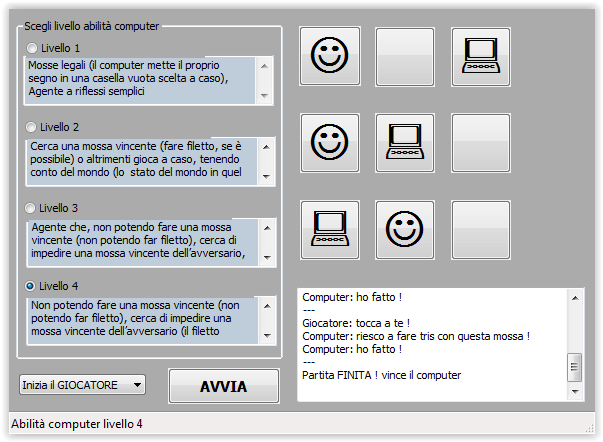 Scegli livello abilità computer
Livello 1
Mosse legali (il computer mette il proprio
segno in una casella vuota scelta a caso),
Agente a riflessi semplici
Livello 2
Cerca una mossa vincente (fare filetto, se è
possibile) o altrimenti gioca a caso, tenendo
conto del mondo (lo stato del mondo in quel
Livello 3
Agente che, non potendo fare una mossa
vincente (non potendo far filetto), cerca di
impedire una mossa vincente dell'avversario,
Livello 4
Non potendo fare una mossa vincente (non
potendo far filetto), cerca di impedire una
mossa vincente dell'avversario (il filetto
Inizia il GIOCATORE
AVVIA
Computer: ho fatto !
---
Giocatore: tocca a te !
Computer: riesco a fare tris con questa mossa !
Computer: ho fatto !
---
Partita FINITA ! vince il computer
Abilità computer livello 4